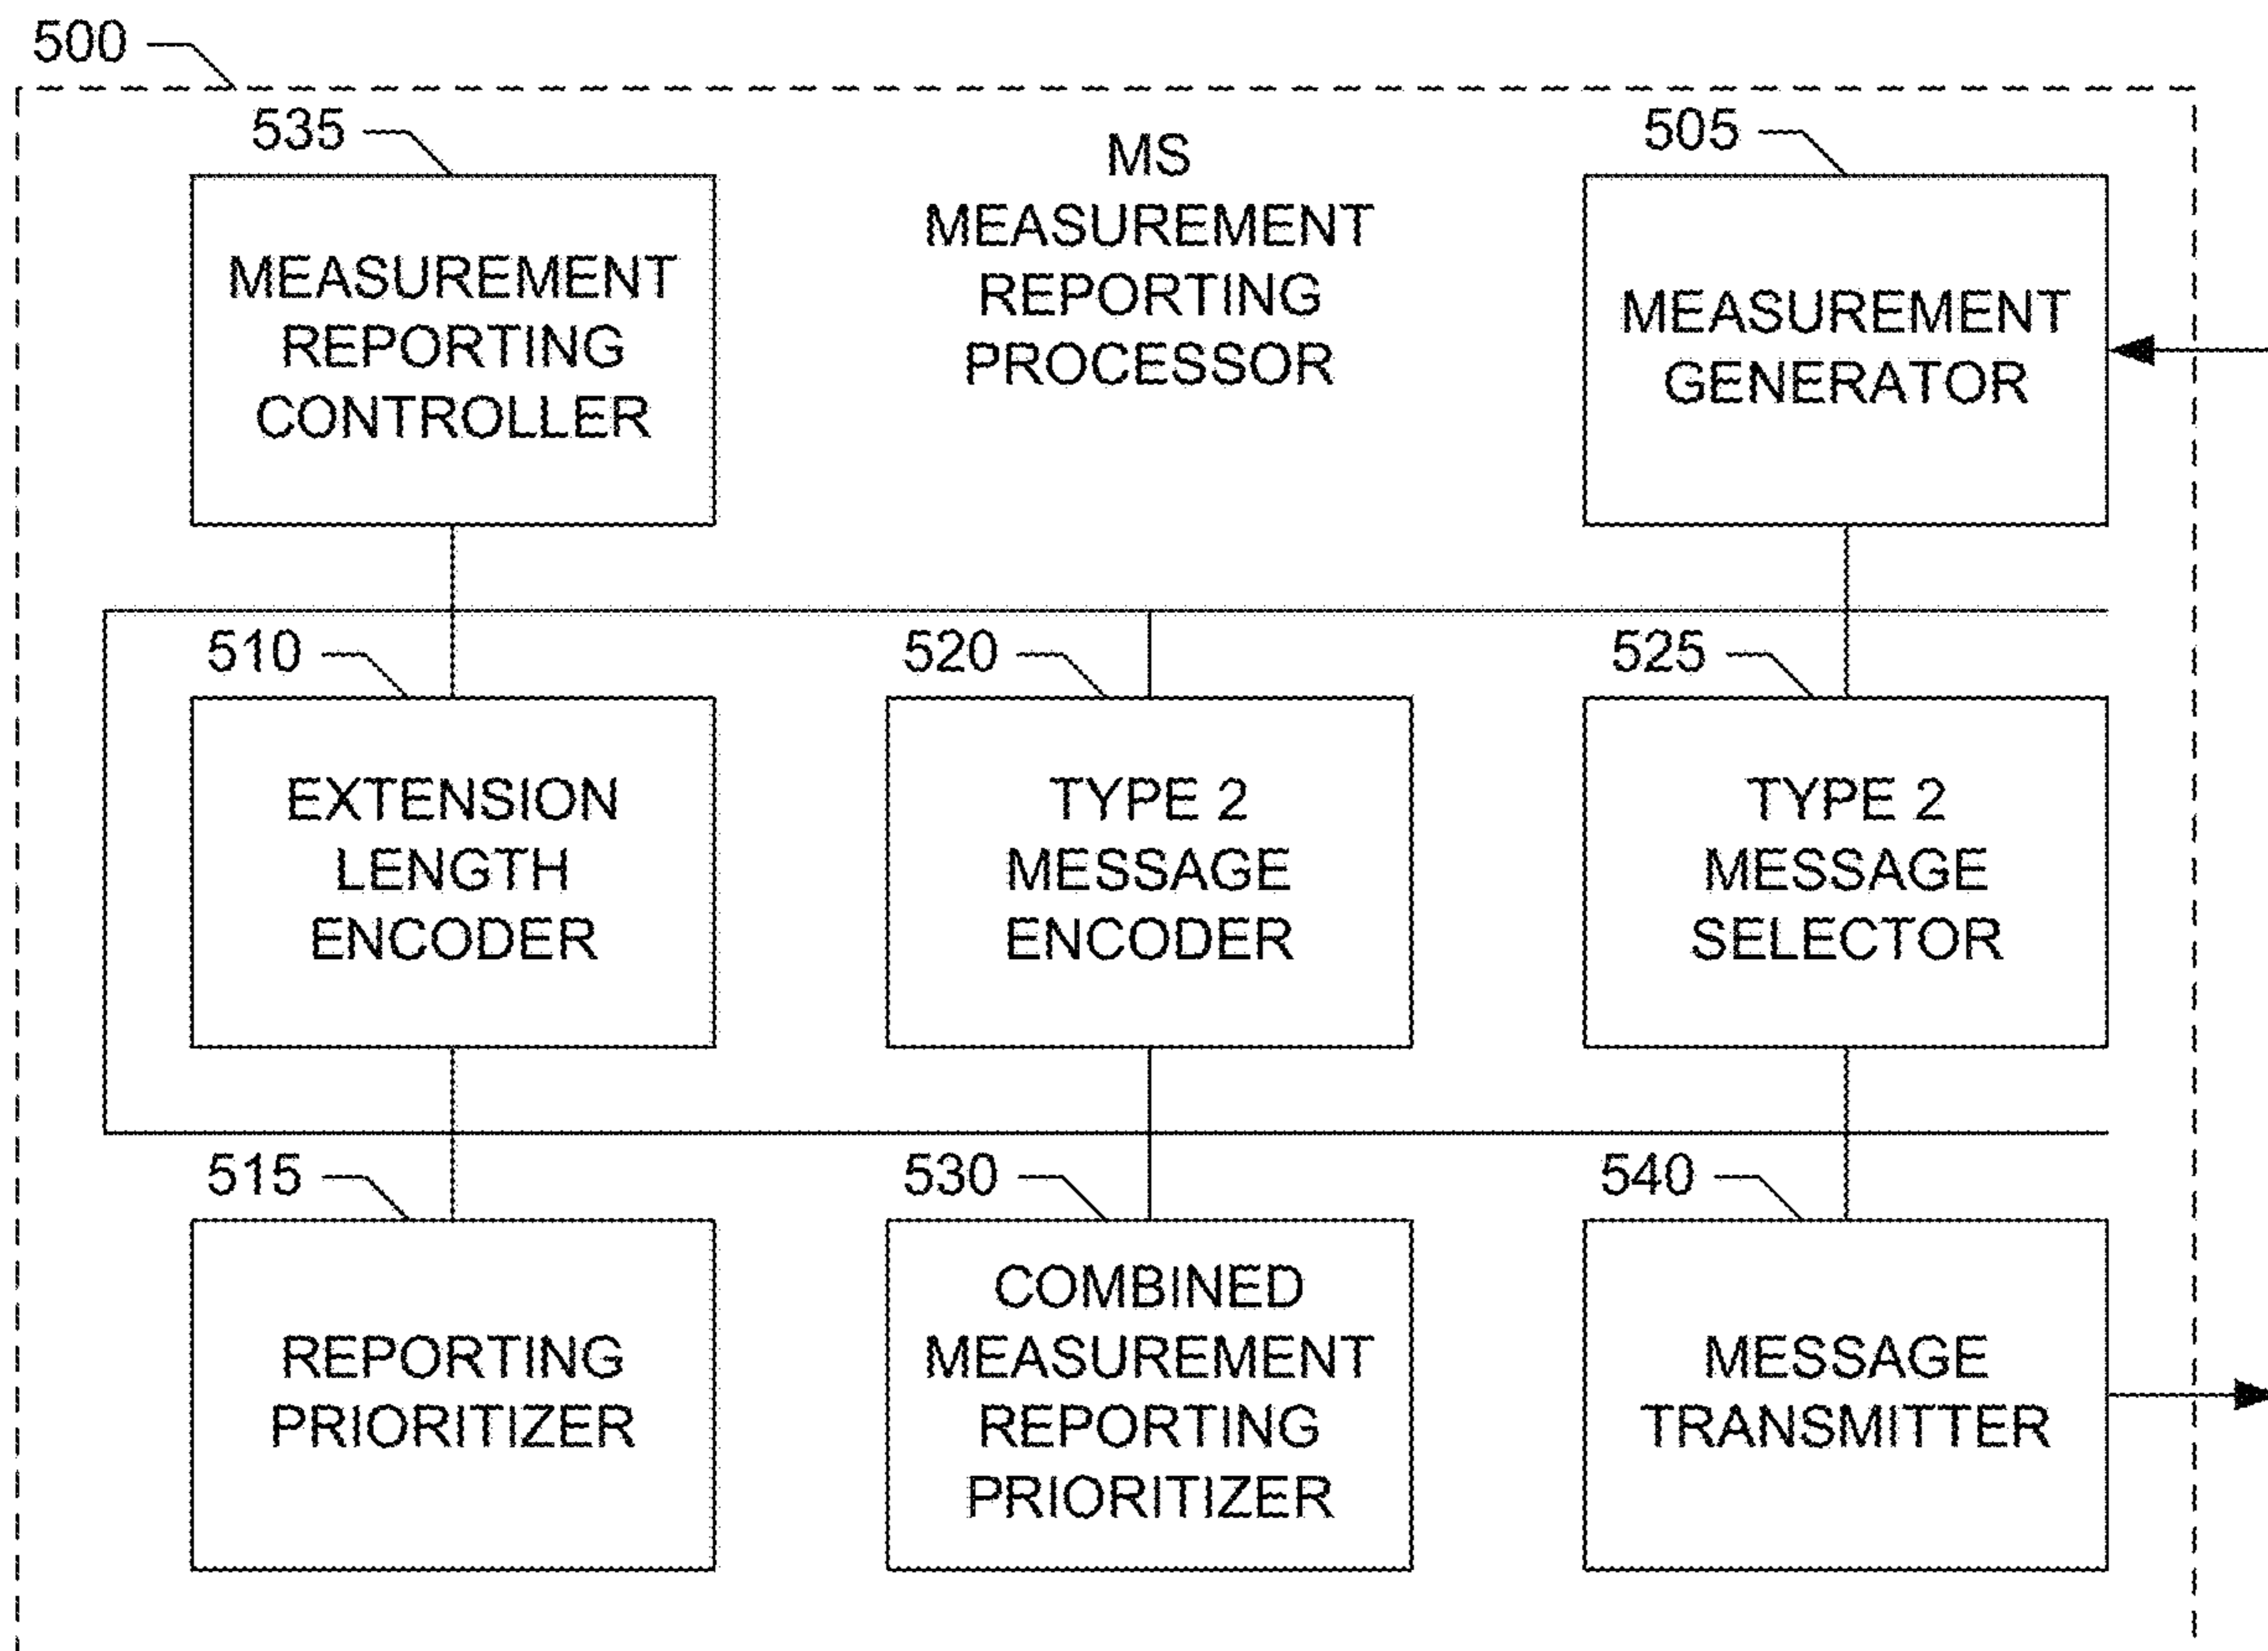 500
535
MEASUREMENT
REPORTING
CONTROLLER
MS
MEASUREMENT
REPORTING
PROCESSOR
505
MEASUREMENT
GENERATOR
510
EXTENSION
LENGTH
ENCODER
520
TYPE 2
MESSAGE
ENCODER
525
TYPE 2
MESSAGE
SELECTOR
515
REPORTING
PRIORITIZER
530
COMBINED
MEASUREMENT
REPORTING
PRIORITIZER
540
MESSAGE
TRANSMITTER